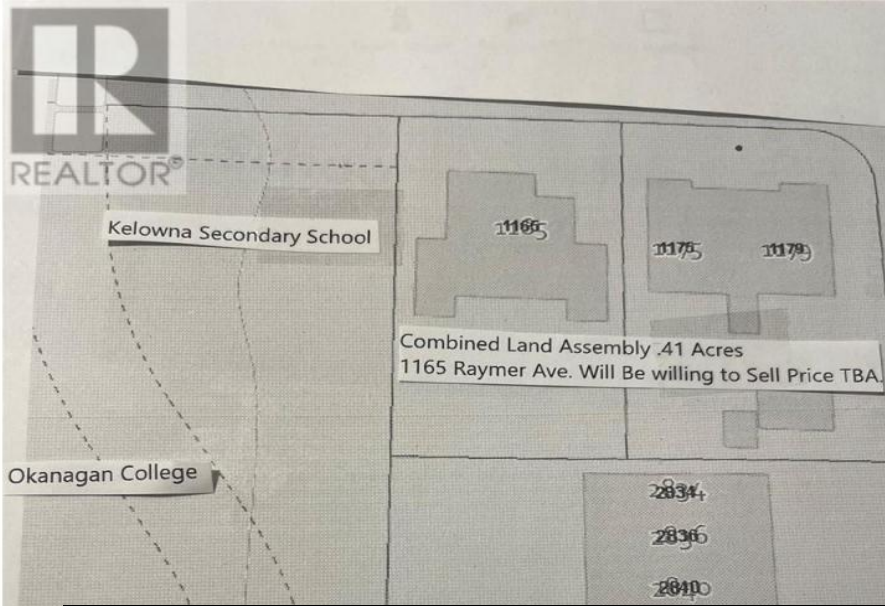 REALTOR®
Kelowna Secondary School
1165
1175
1179
Combined Land Assembly .41 Acres
1165 Raymer Ave. Will Be willing to Sell Price TBA.
Okanagan College
2834
2836
2840